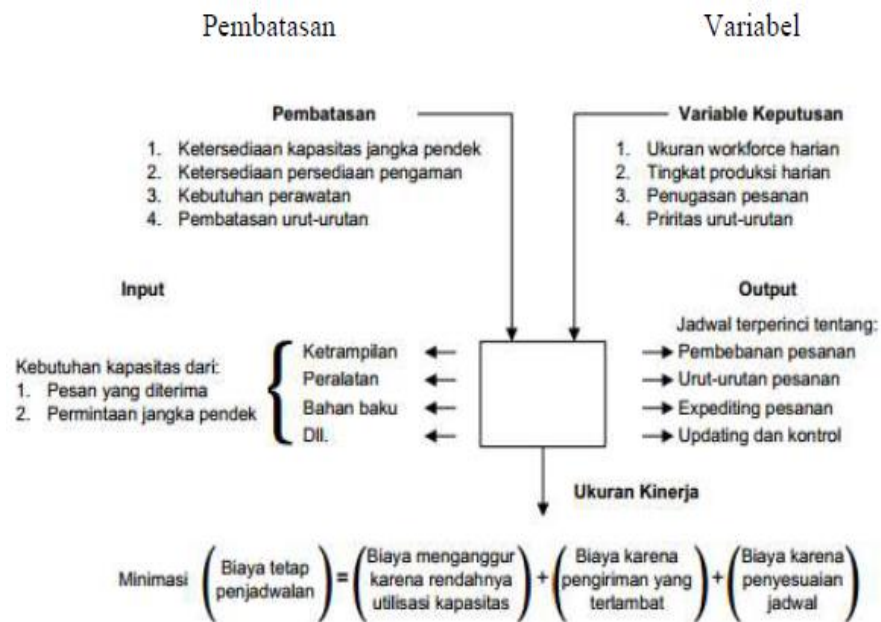 Pembatasan
Variabel
Pembatasan
1. Ketersediaan kapasitas jangka pendek
2. Ketersediaan persediaan pengaman
3. Kebutuhan perawatan
4. Pembatasan urut-urutan
Variable Keputusan
1. Ukuran workforce harian
2. Tingkat produksi harian
3. Penugasan pesanan
4. Priritas urut-urutan
Input
Kebutuhan kapasitas dari:
1. Pesan yang diterima
2. Permintaan jangka pendek
Ketrampilan
Peralatan
Bahan baku
Dll.
Output
Jadwal terperinci tentang:
Pembebanan pesanan
Urut-urutan pesanan
Expediting pesanan
Updating dan kontrol
Ukuran Kinerja
Minimasi
(Biaya tetap
penjadwalan)
=
(Biaya menganggur
karena rendahnya
utilisasi kapasitas)
+
(Biaya karena
pengiriman yang
terlambat)
+
(Biaya karena
penyesuaian
jadwal)